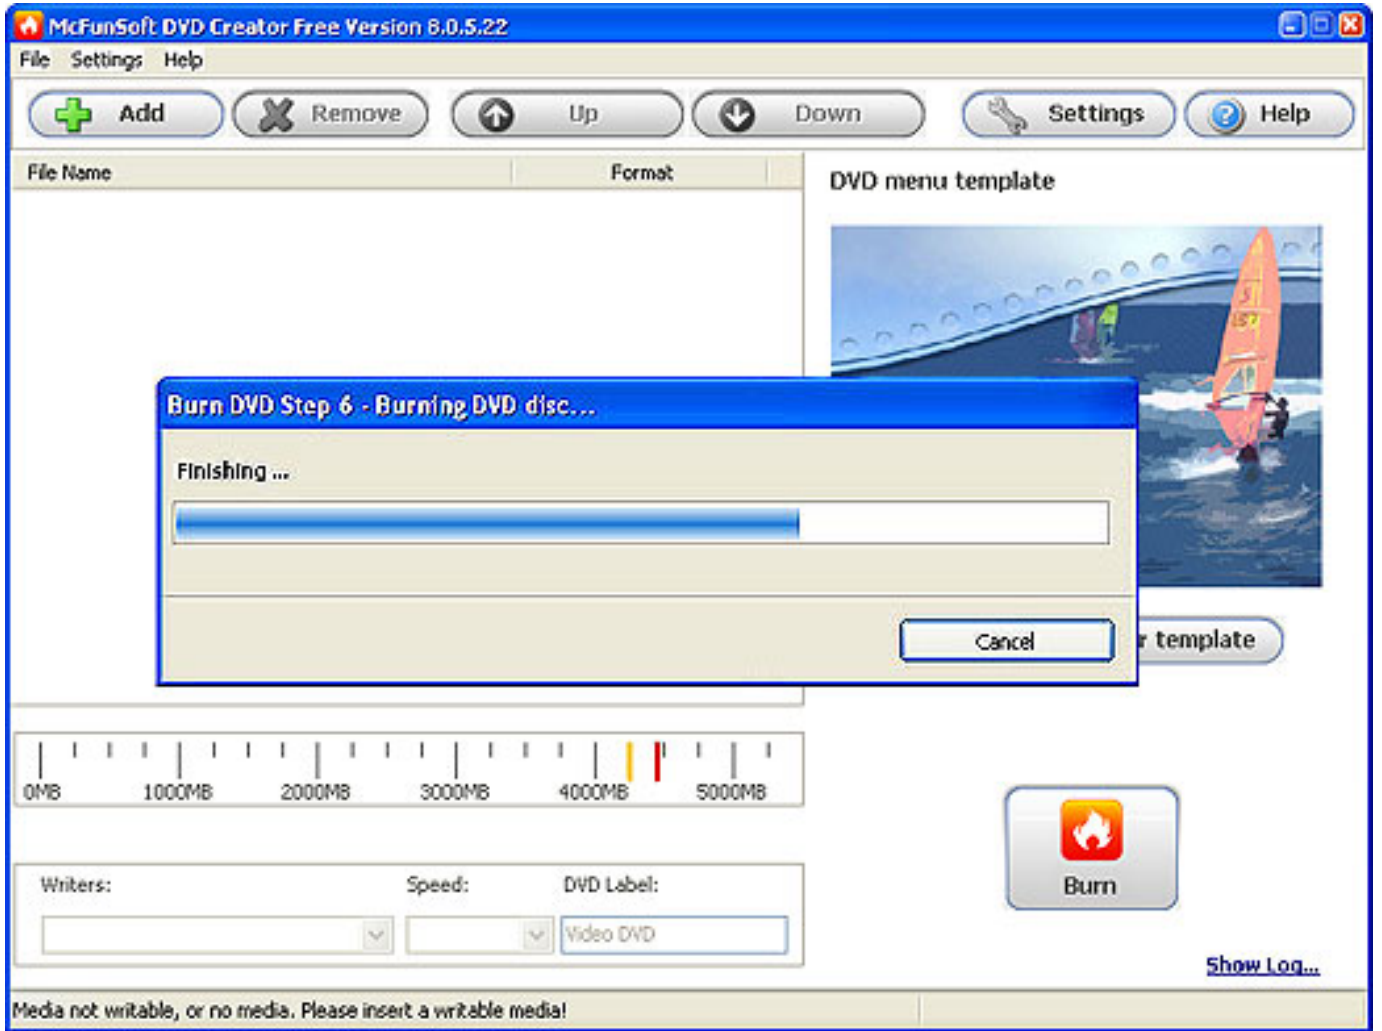 McFunSoft DVD Creator Free Version 8.0.5.22
File Settings Help
Add Remove Up Down Settings Help
File Name Format
DVD menu template
Burn DVD Step 6 - Burning DVD disc...
Finishing ...
Cancel
r template
0MB 1000MB 2000MB 3000MB 4000MB 5000MB
Writers: Speed: DVD Label:
Video DVD
Burn
Show Log...
Media not writable, or no media. Please insert a writable media!